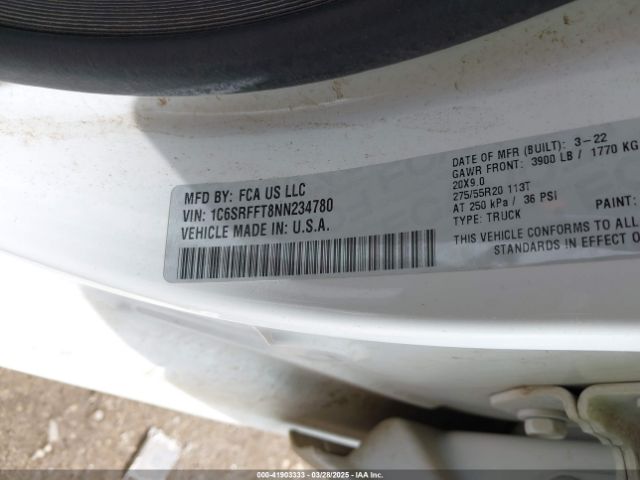 MFD BY: FCA US LLC
VIN: 1C6SRFFT8NN234780
VEHICLE MADE IN: U.S.A.
DATE OF MFR (BUILT): 3-22
GAWR FRONT: 3900 LB / 1770 KG
20X9.0
275/55R20 113T
AT 250 kPa / 36 PSI
TYPE: TRUCK
PAINT:
THIS VEHICLE CONFORMS TO ALL
STANDARDS IN EFFECT O
IAA - 000-41903333 - 03/28/2025 - IAAI.COM